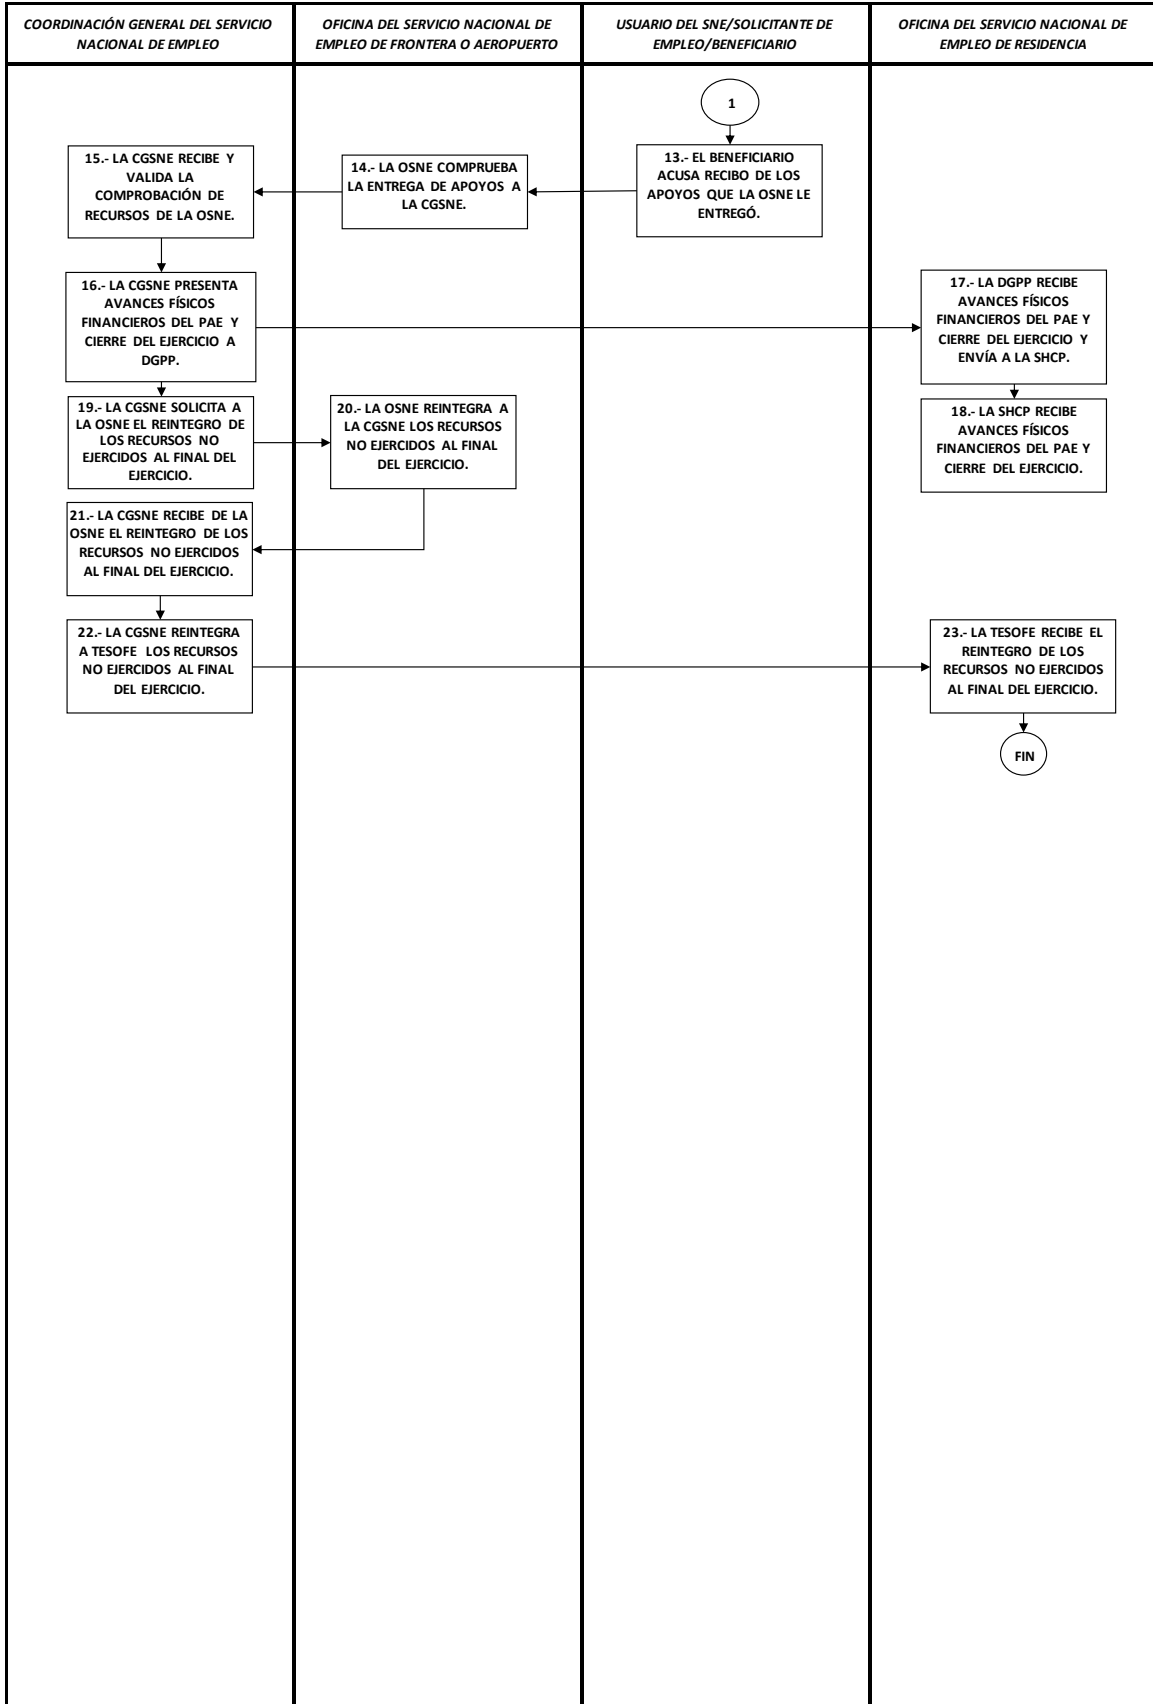 COORDINACIÓN GENERAL DEL SERVICIO
NACIONAL DE EMPLEO
OFICINA DEL SERVICIO NACIONAL DE
EMPLEO DE FRONTERA O AEROPUERTO
USUARIO DEL SNE/SOLICITANTE DE
EMPLEO/BENEFICIARIO
OFICINA DEL SERVICIO NACIONAL DE
EMPLEO DE RESIDENCIA
1
13.- EL BENEFICIARIO
ACUSA RECIBO DE LOS
APOYOS QUE LA OSNE LE
ENTREGÓ.
14.- LA OSNE COMPRUEBA
LA ENTREGA DE APOYOS A
LA CGSNE.
15.- LA CGSNE RECIBE Y
VALIDA LA
COMPROBACIÓN DE
RECURSOS DE LA OSNE.
16.- LA CGSNE PRESENTA
AVANCES FÍSICOS
FINANCIEROS DEL PAE Y
CIERRE DEL EJERCICIO A
DGPP.
17.- LA DGPP RECIBE
AVANCES FÍSICOS
FINANCIEROS DEL PAE Y
CIERRE DEL EJERCICIO Y
ENVÍA A LA SHCP.
18.- LA SHCP RECIBE
AVANCES FÍSICOS
FINANCIEROS DEL PAE Y
CIERRE DEL EJERCICIO.
19.- LA CGSNE SOLICITA A
LA OSNE EL REINTEGRO DE
LOS RECURSOS NO
EJERCIDOS AL FINAL DEL
EJERCICIO.
20.- LA OSNE REINTEGRA A
LA CGSNE LOS RECURSOS
NO EJERCIDOS AL FINAL
DEL EJERCICIO.
21.- LA CGSNE RECIBE DE LA
OSNE EL REINTEGRO DE LOS
RECURSOS NO EJERCIDOS
AL FINAL DEL EJERCICIO.
22.- LA CGSNE REINTEGRA
A TESOFE LOS RECURSOS
NO EJERCIDOS AL FINAL
DEL EJERCICIO.
23.- LA TESOFE RECIBE EL
REINTEGRO DE LOS
RECURSOS NO EJERCIDOS
AL FINAL DEL EJERCICIO.
FIN